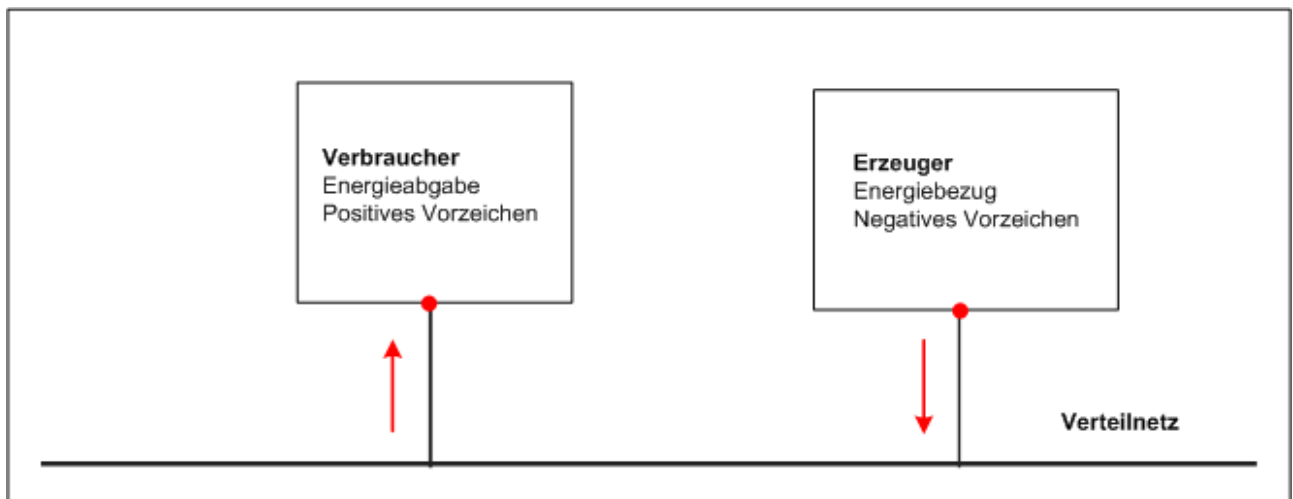 Verbraucher
Energieabgabe
Positives Vorzeichen
Erzeuger
Energiebezug
Negatives Vorzeichen
Verteilnetz